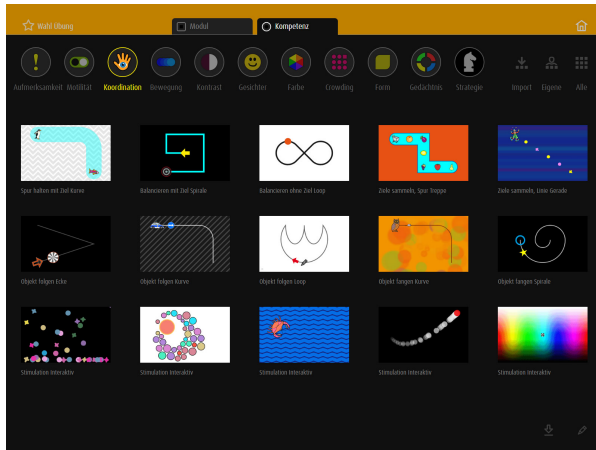 Wahl Übung
Modul
Kompetenz
Aufmerksamkeit Motilität Koordination Bewegung Kontrast Gesichter Farbe Crowding Form Gedächtnis Strategie Import Eigene Alle
Spur halten mit Ziel Kurve
Balancieren mit Ziel Spirale
Balancieren ohne Ziel Loop
Ziele sammeln, Spur Treppe
Ziele sammeln, Linie Gerade
Objekt folgen Ecke
Objekt folgen Kurve
Objekt folgen Loop
Objekt fangen Kurve
Objekt fangen Spirale
Stimulation Interaktiv
Stimulation Interaktiv
Stimulation Interaktiv
Stimulation Interaktiv
Stimulation Interaktiv